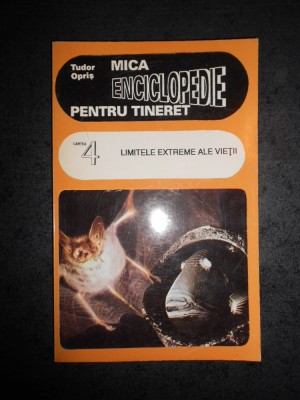 Tudor
Opriș
MICA
ENCICLOPEDIE
PENTRU TINERET
CARTEA
4
LIMITELE EXTREME ALE VIEȚII